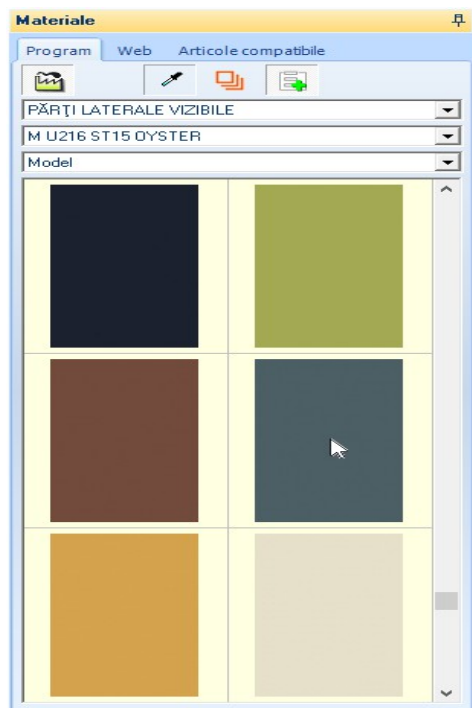 Materiale
Program Web Articole compatibile
PĂRŢI LATERALE VIZIBILE
M U216 ST15 OYSTER
Model